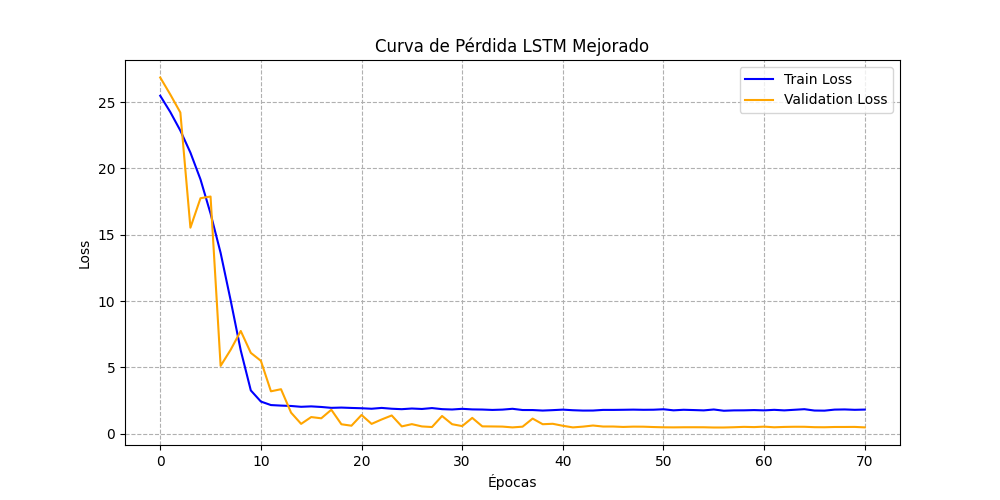 Curva de Pérdida LSTM Mejorado
Train Loss
Validation Loss
Loss
25
20
15
10
5
0
0 10 20 30 40 50 60 70
Épocas